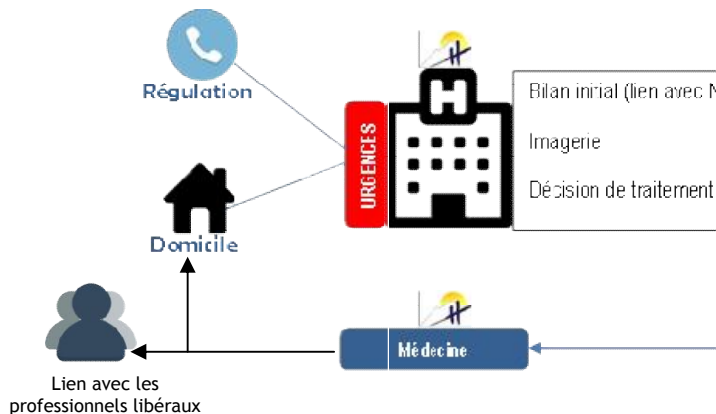 Régulation
Domicile
URGENCES
H
Bilan initial (lien avec
Imagerie
Décision de traitement
Médecine
Lien avec les
professionnels libéraux